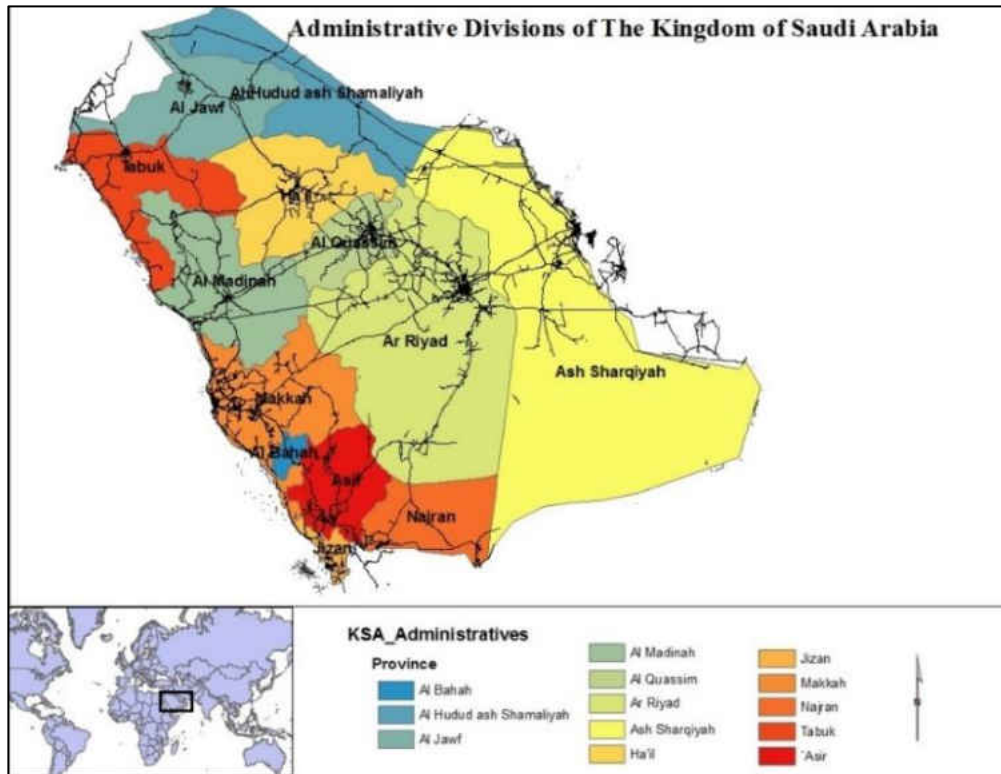 Administrative Divisions of The Kingdom of Saudi Arabia
Al Hudud ash Shamaliyah
Al Jawf
Tabuk
Ha'il
Al Quassim
Al Madinah
Ar Riyad
Ash Sharqiyah
Makkah
Al Bahah
Asir
Najran
Jizan
KSA_Administratives
Province
Al Bahah
Al Hudud ash Shamaliyah
Al Jawf
Al Madinah
Al Quassim
Ar Riyad
Ash Sharqiyah
Ha'il
Jizan
Makkah
Najran
Tabuk
`Asir
N